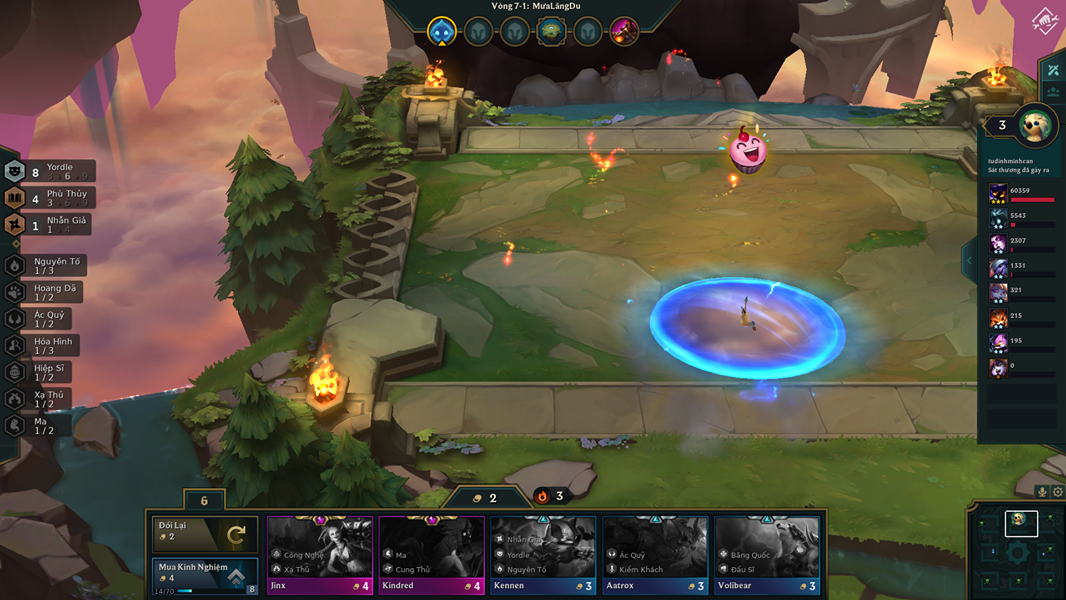 Vòng 7-1: MưaLãngDu
8 Yordle
3 6 9
4 Phù Thủy
3 6 9
1 Nhẫn Giả
1 4
Nguyên Tố
1 / 3
Hoang Dã
1 / 2
Ác Quỷ
1 / 2
Hóa Hình
1 / 3
Hiệp Sĩ
1 / 2
Xạ Thủ
1 / 2
Ma
1 / 2
3
tudinhminhcan
Sát thương đã gây ra
60359
5543
2307
1331
321
215
195
0
6
2
3
Đổi Lại
2
Mua Kinh Nghiệm
4
14/70
8
Công Nghệ
Xạ Thủ
Jinx 4
Ma
Cung Thủ
Kindred 4
Nhẫn Giả
Yordle
Nguyên Tố
Kennen 3
Ác Quỷ
Kiếm Khách
Aatrox 3
Băng Quốc
Đấu Sĩ
Volibear 3